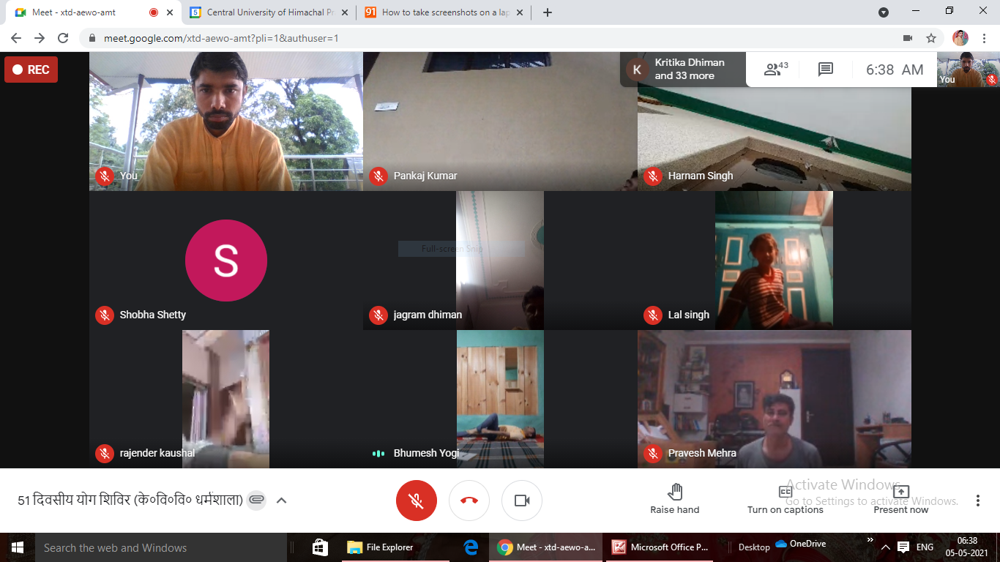 Meet - xtd-aewo-amt
Central University of Himachal Pr
91 How to take screenshots on a lap
meet.google.com/xtd-aewo-amt?pli=1&authuser=1
REC
K Kritika Dhiman
and 33 more
43
6:38 AM
You
You
Pankaj Kumar
Harnam Singh
S
Full-screen Snip
Shobha Shetty
jagram dhiman
Lal singh
rajender kaushal
Bhumesh Yogi
Pravesh Mehra
51 दिवसीय योग शिविर (के०वि०वि० धर्मशाला)
Raise hand
Turn on captions
Present now
Activate Windows
Go to Settings to activate Windows.
Search the web and Windows
File Explorer
Meet - xtd-aewo-a...
Microsoft Office P...
Desktop
OneDrive
ENG
06:38
05-05-2021